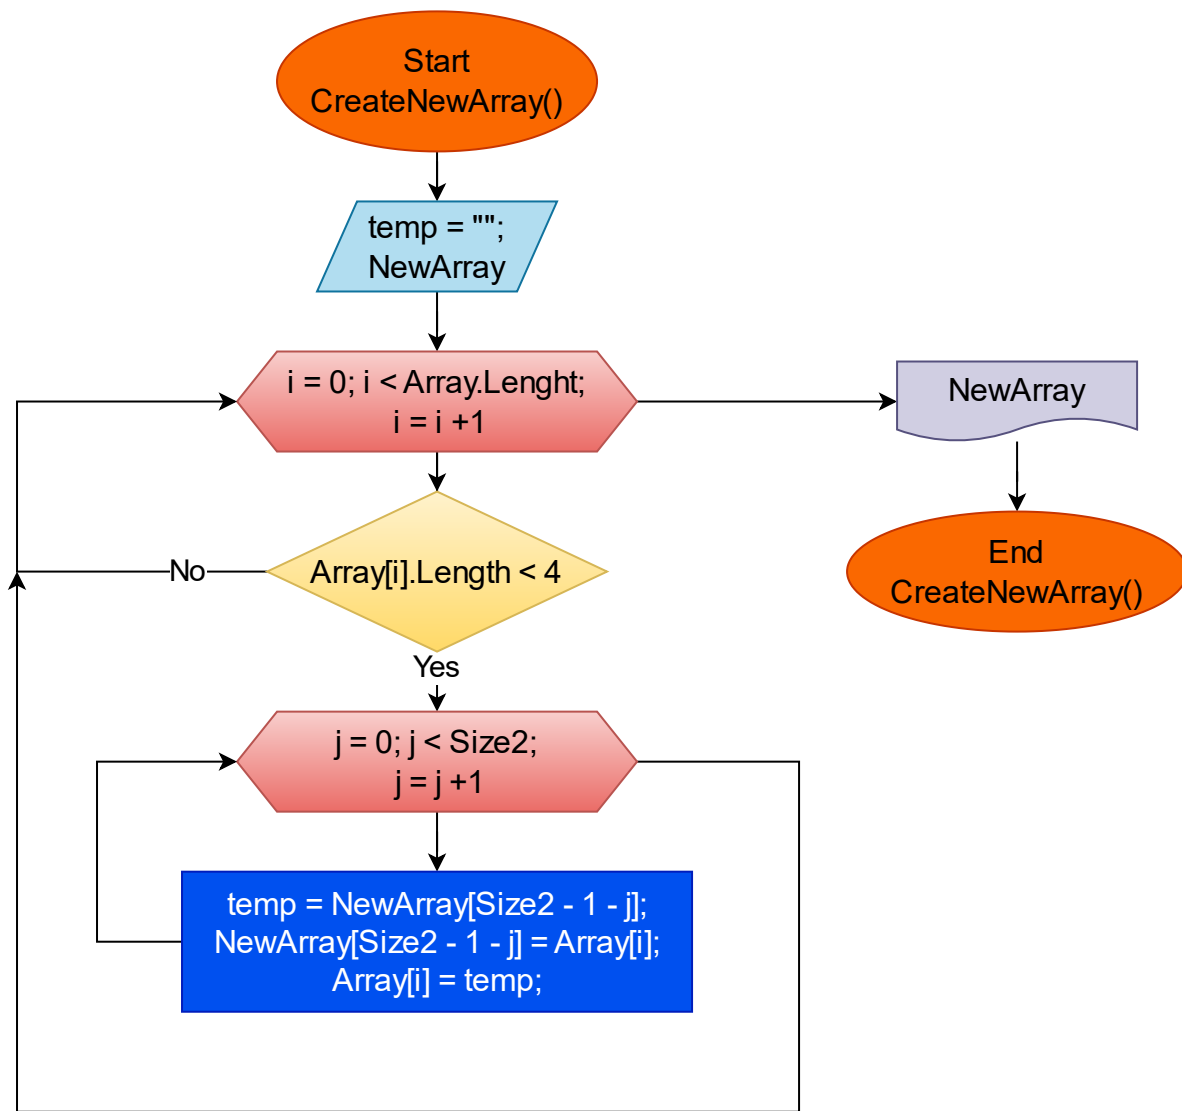 Start
CreateNewArray()
temp = "";
NewArray
i = 0; i < Array.Lenght;
i = i +1
NewArray
Array[i].Length < 4
No
End
CreateNewArray()
Yes
j = 0; j < Size2;
j = j +1
temp = NewArray[Size2 - 1 - j];
NewArray[Size2 - 1 - j] = Array[i];
Array[i] = temp;